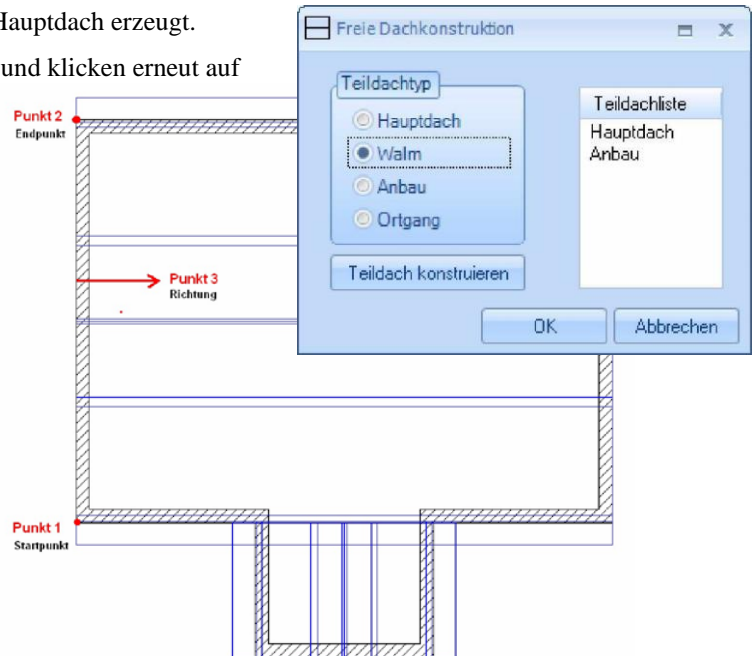 Hauptdach erzeugt.
und klicken erneut auf
Freie Dachkonstruktion
Teildachtyp
Hauptdach
Walm
Anbau
Ortgang
Teildach konstruieren
Teildachliste
Hauptdach
Anbau
OK
Abbrechen
Punkt 2
Endpunkt
Punkt 3
Richtung
Punkt 1
Startpunkt